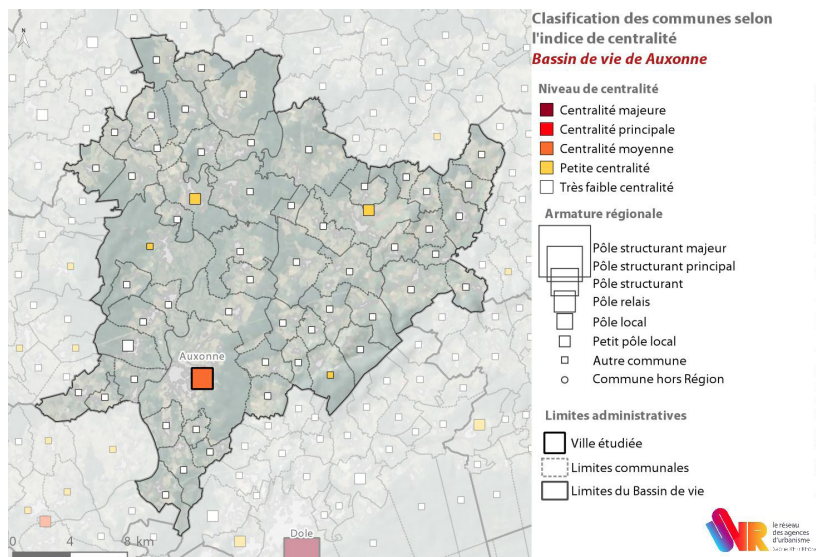 Clasification des communes selon
l'indice de centralité
Bassin de vie de Auxonne
Niveau de centralité
Centralité majeure
Centralité principale
Centralité moyenne
Petite centralité
Très faible centralité
Armature régionale
Pôle structurant majeur
Pôle structurant principal
Pôle structurant
Pôle relais
Pôle local
Petit pôle local
Autre commune
Commune hors Région
Limites administratives
Ville étudiée
Limites communales
Limites du Bassin de vie
N
Auxonne
Dole
0 4 8 km
le réseau
des agences
d'urbanisme